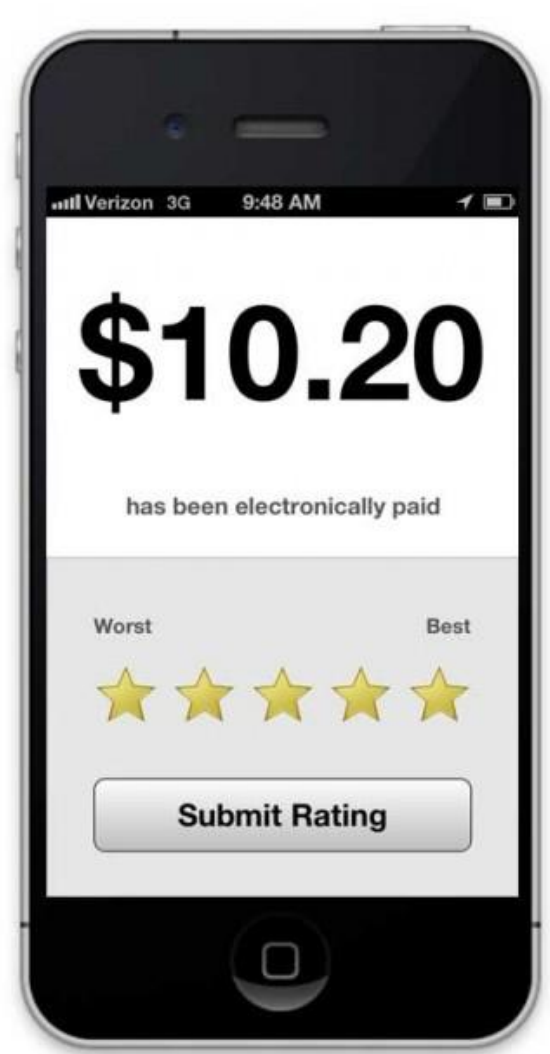 Verizon 3G 9:48 AM
$10.20
has been electronically paid
Worst Best
Submit Rating